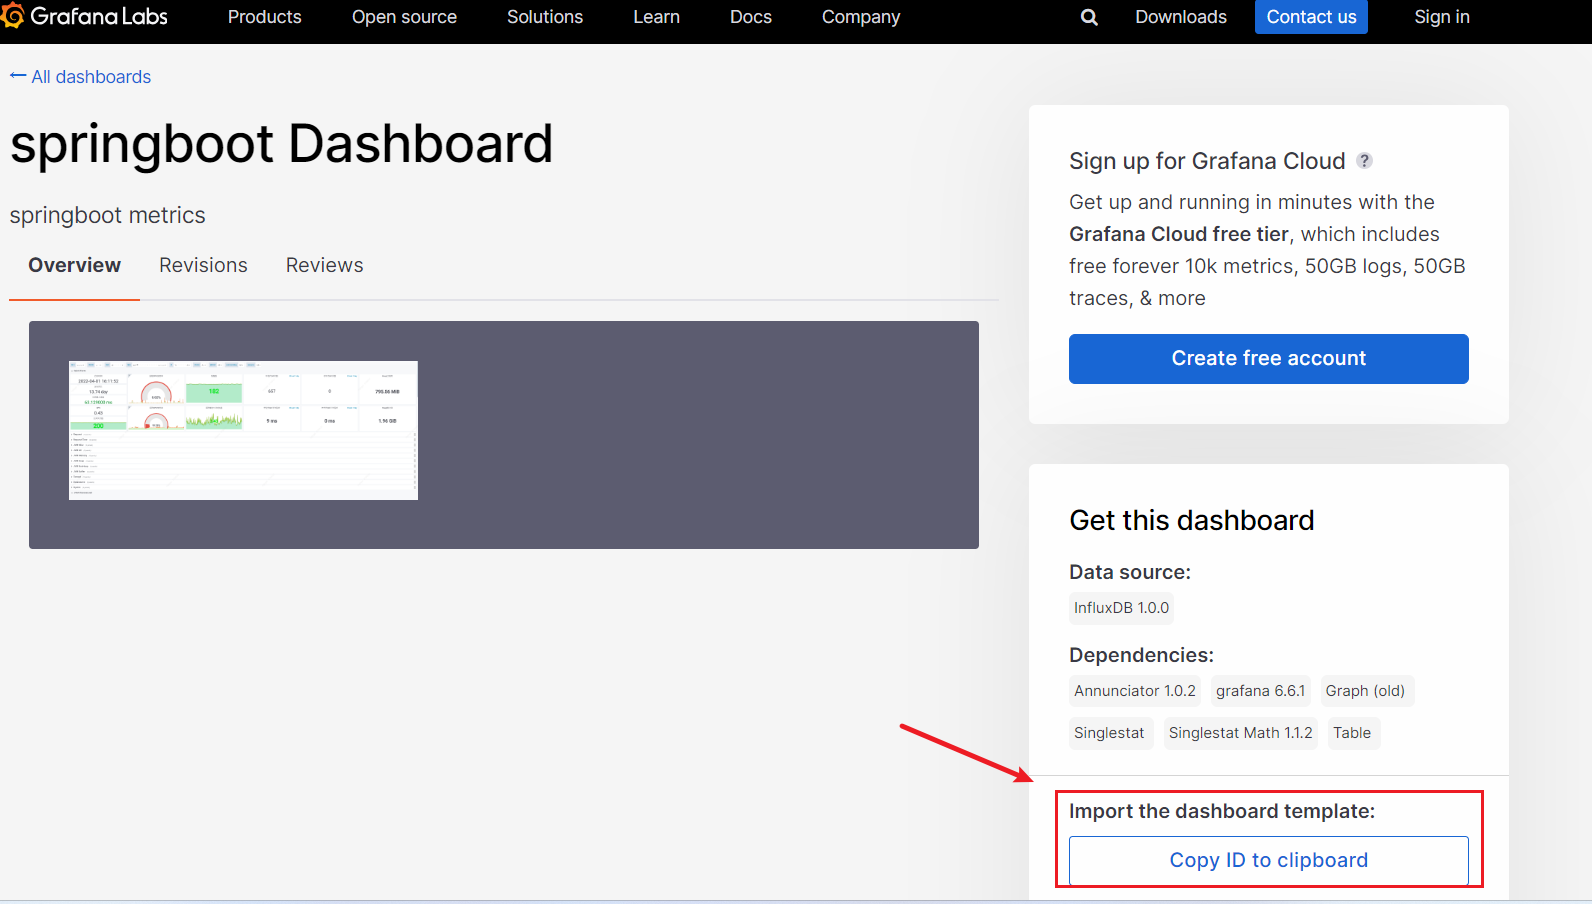 Grafana Labs
Products
Open source
Solutions
Learn
Docs
Company
Downloads
Contact us
Sign in
← All dashboards
springboot Dashboard
springboot metrics
Overview
Revisions
Reviews
Sign up for Grafana Cloud ?
Get up and running in minutes with the
Grafana Cloud free tier, which includes
free forever 10k metrics, 50GB logs, 50GB
traces, & more
Create free account
Get this dashboard
Data source:
InfluxDB 1.0.0
Dependencies:
Annunciator 1.0.2
grafana 6.6.1
Graph (old)
Singlestat
Singlestat Math 1.1.2
Table
Import the dashboard template:
Copy ID to clipboard